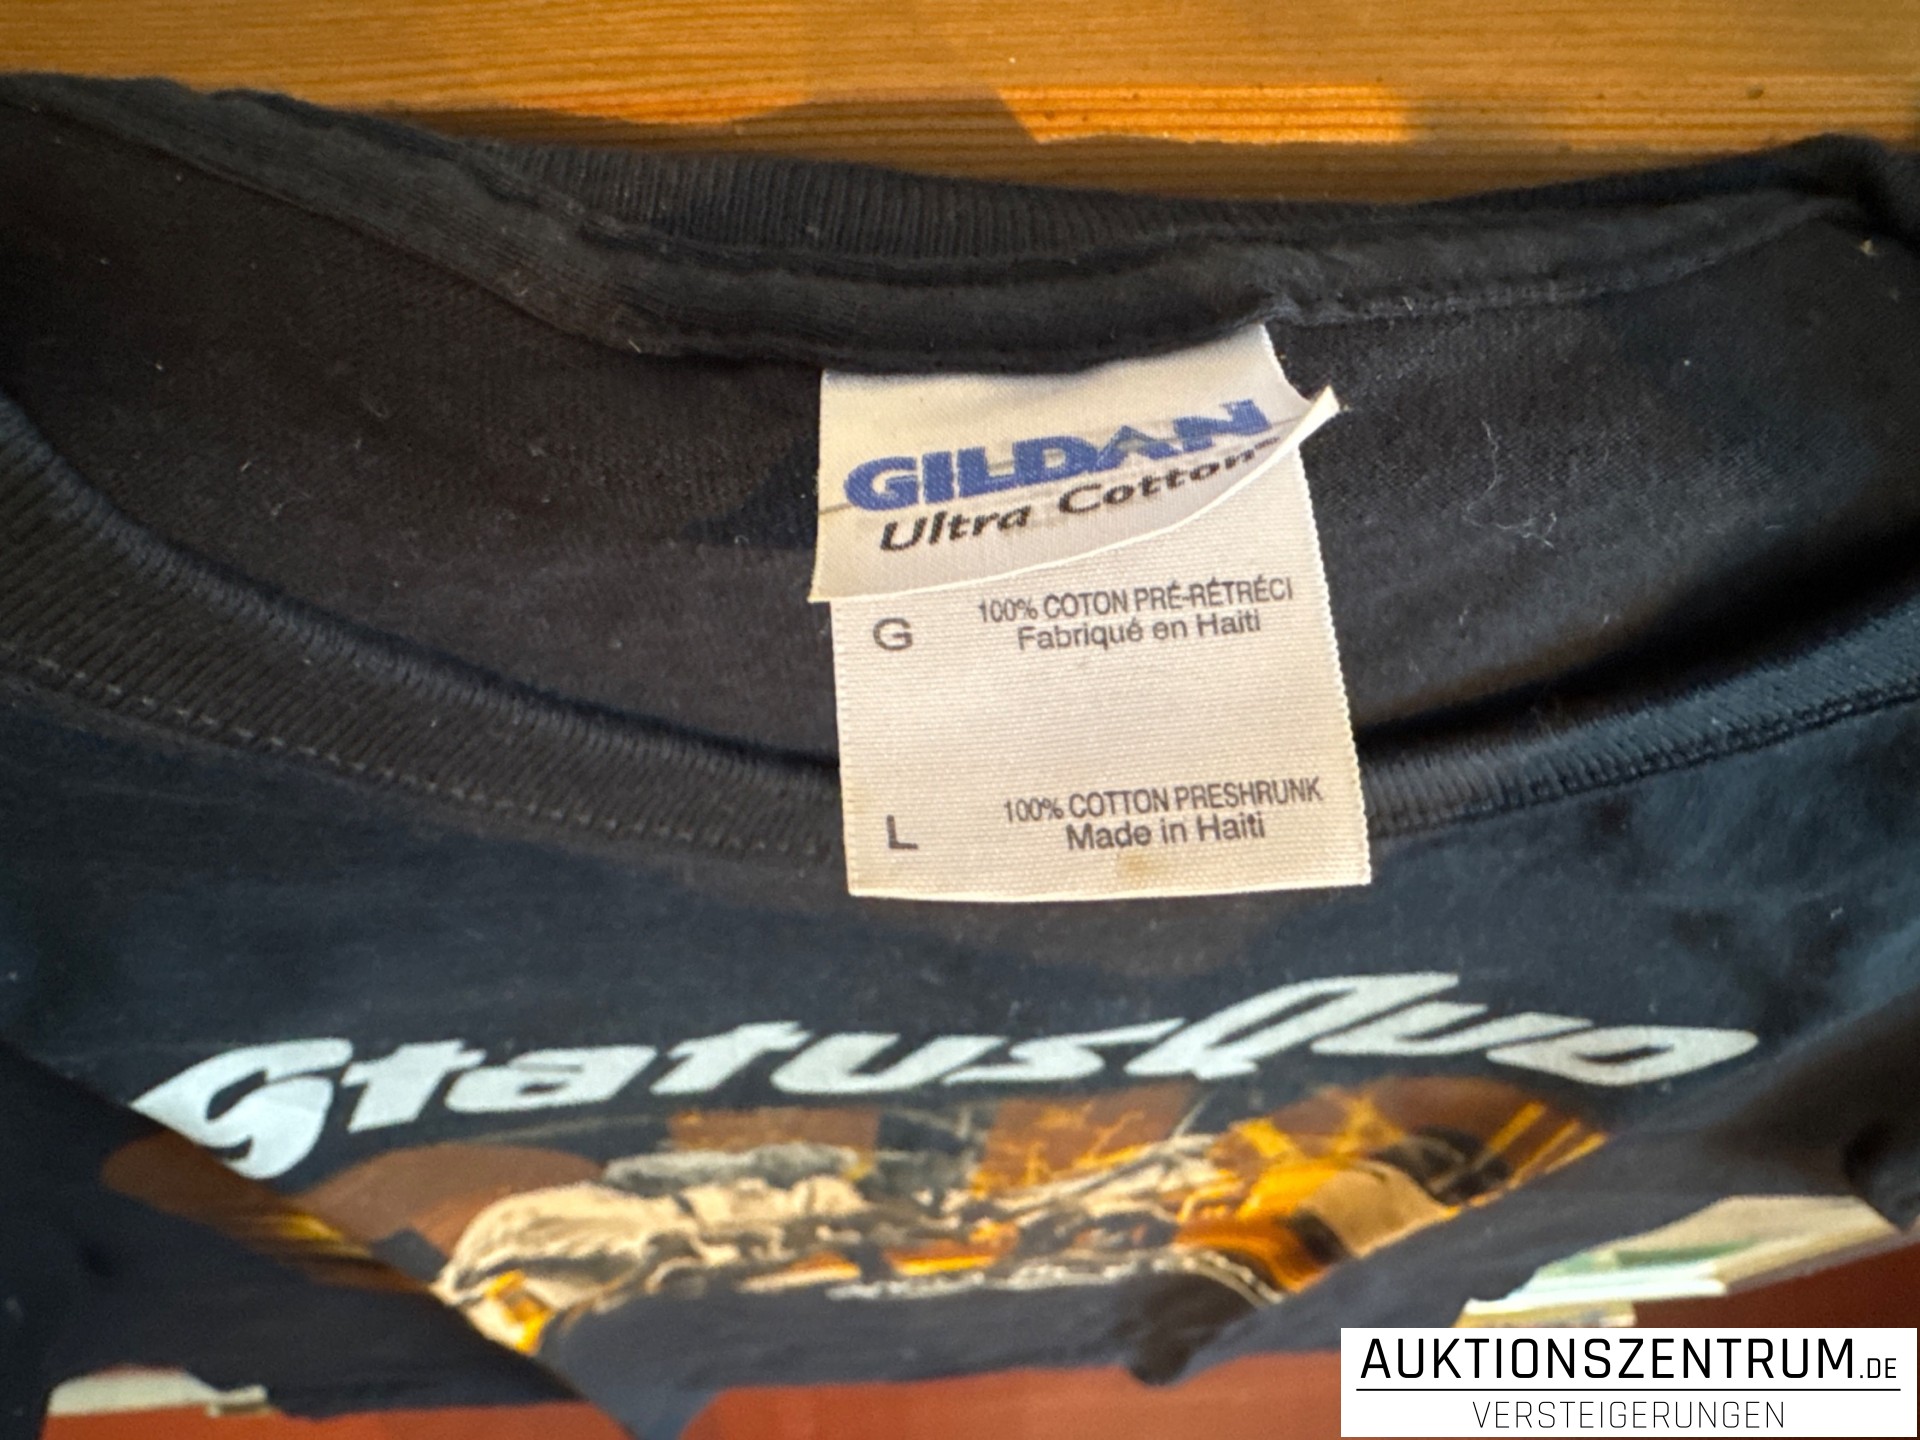 GILDAN
Ultra Cotton®
G
100% COTON PRÉ-RÉTRÉCI
Fabriqué en Haiti
L
100% COTTON PRESHRUNK
Made in Haiti
StatusQuo
AUKTIONSZENTRUM.DE
VERSTEIGERUNGEN